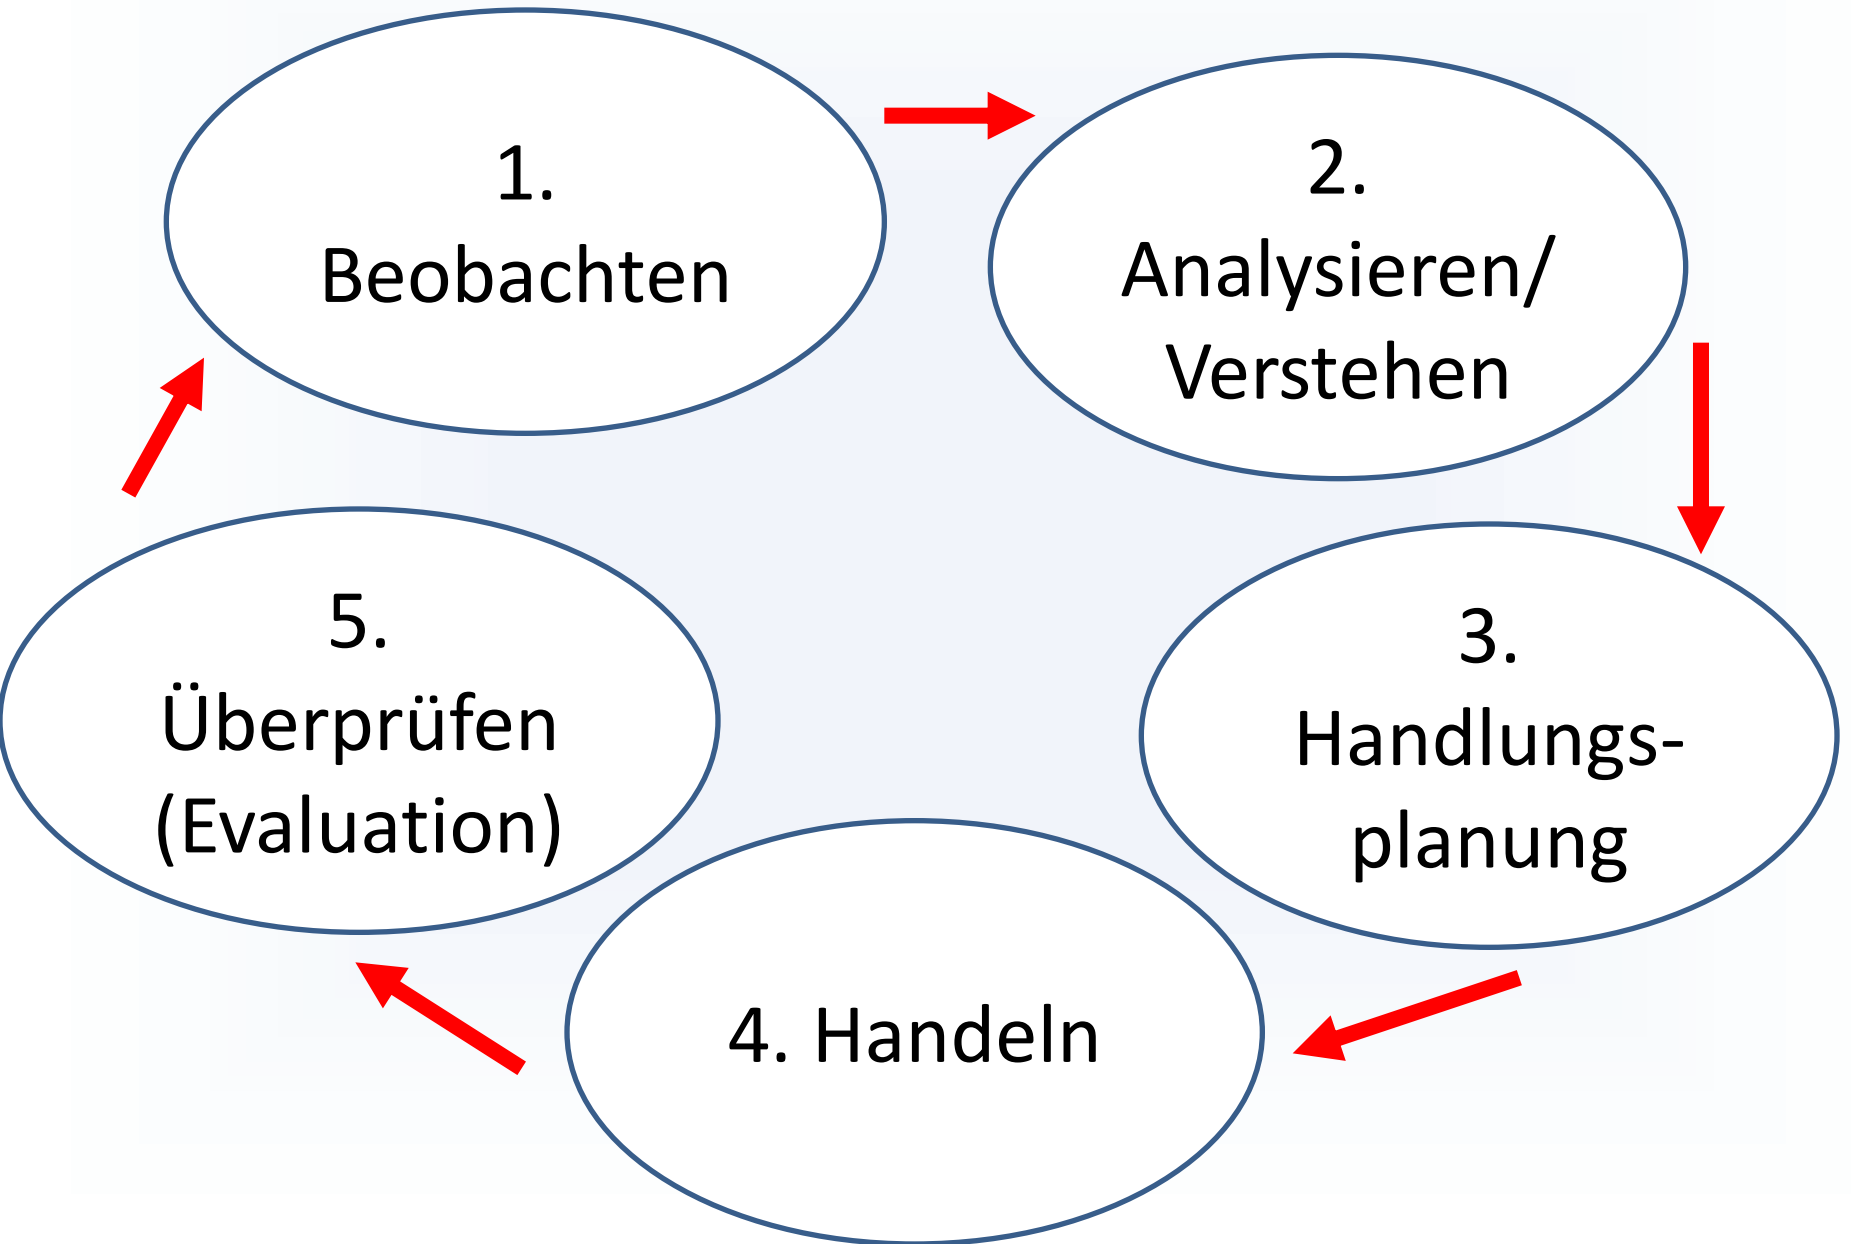 1.
Beobachten
2.
Analysieren/
Verstehen
3.
Handlungs-
planung
4. Handeln
5.
Überprüfen
(Evaluation)